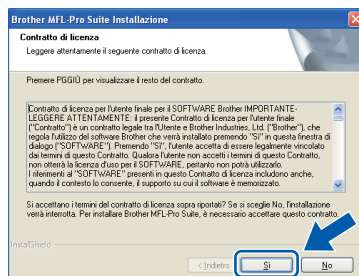 Brother MFL-Pro Suite Installazione
Contratto di licenza
Leggere attentamente il seguente contratto di licenza.
Premere PGGIÙ per visualizzare il resto del contratto.
Contratto di licenza per l'utente finale per il SOFTWARE Brother IMPORTANTE-
LEGGERE ATTENTAMENTE: il presente Contratto di licenza per l'utente finale
("Contratto") è un contratto legale tra l'Utente e Brother Industries, Ltd. ("Brother"), che
regola l'utilizzo del software Brother che verrà installato premendo "Sì" in questa finestra di
dialogo ("SOFTWARE"). Premendo "Sì", l'utente accetta di essere legalmente vincolato
dai termini di questo Contratto. Qualora l'utente non accetti i termini di questo Contratto,
non otterrà la licenza d'uso per il SOFTWARE, pertanto non potrà utilizzarlo.
I riferimenti al "SOFTWARE" presenti in questo Contratto di licenza includono anche,
quando il contesto lo consente, il supporto su cui il software è memorizzato.
Si accettano i termini del contratto di licenza sopra riportati? Se si sceglie No, l'installazione
verrà interrotta. Per installare Brother MFL-Pro Suite, è necessario accettare questo contratto.
InstallShield
< Indietro
Sì
No